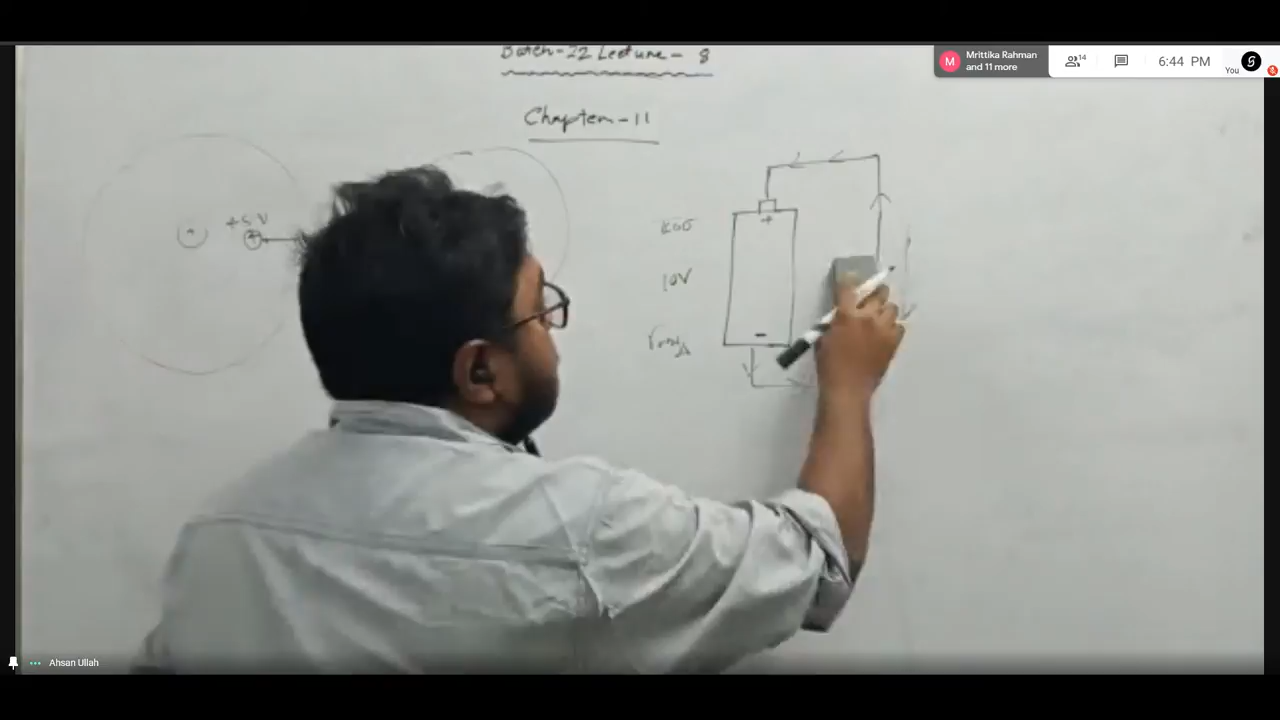 Batch-22 Lecture- 8
Mrittika Rahman
and 11 more
14
6:44 PM
You
Chapter-11
+5V
+
10V
-
Ahsan Ullah